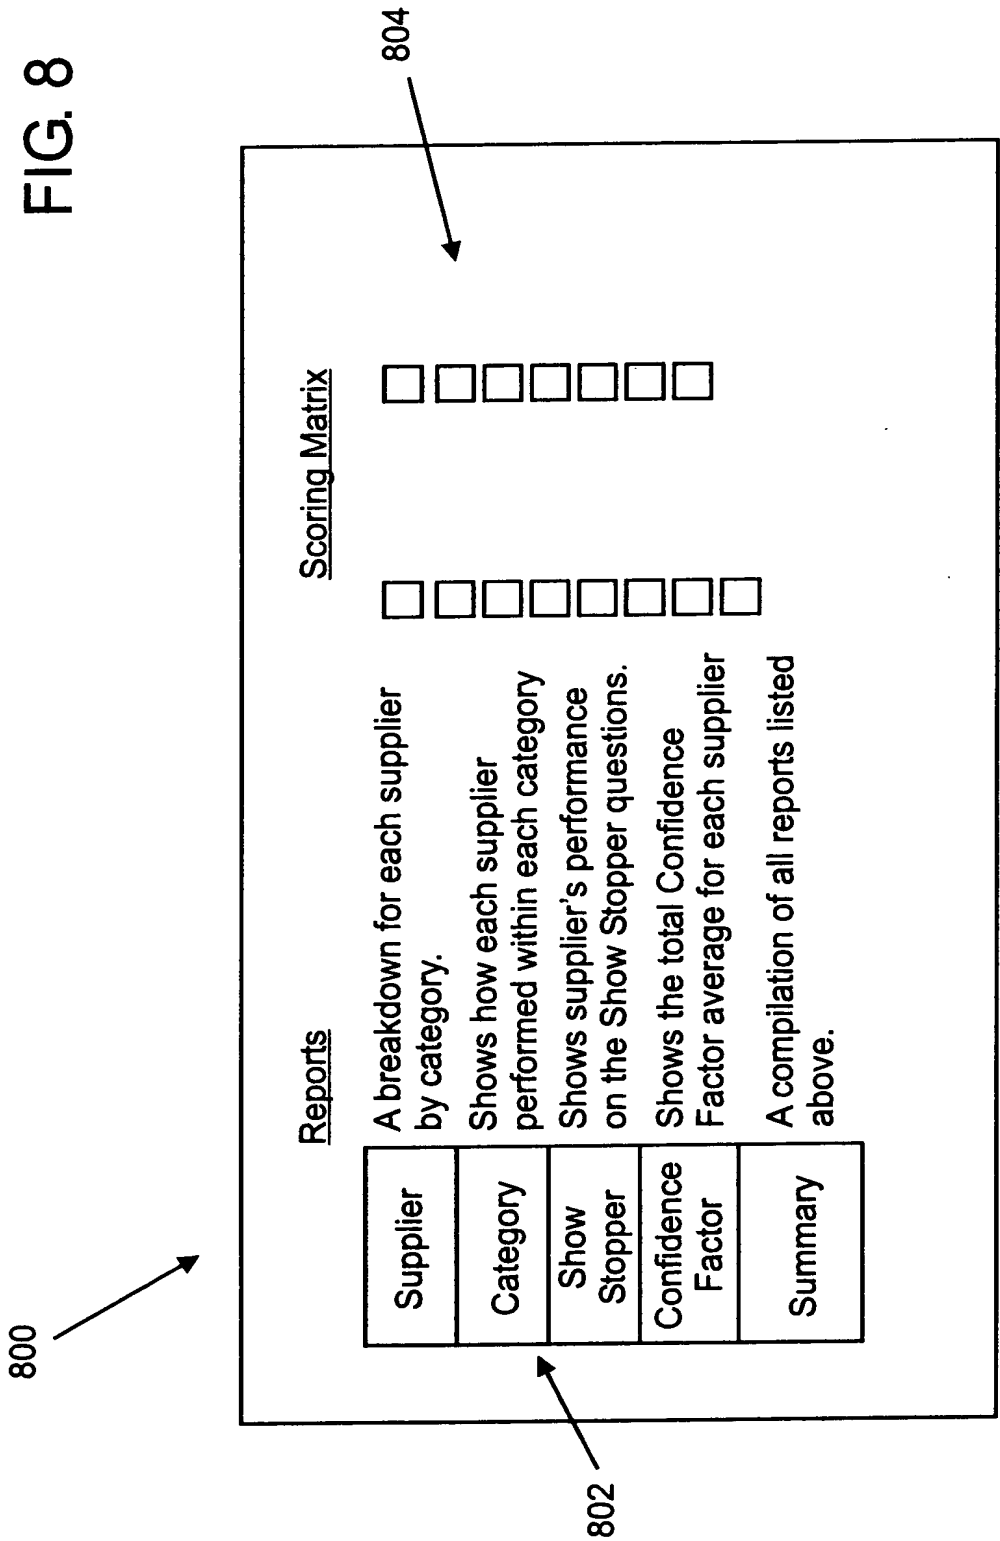 FIG. 8
800
804
Reports
Scoring Matrix
Supplier
A breakdown for each supplier
by category.
Category
Shows how each supplier
performed within each category
Show
Stopper
Shows supplier's performance
on the Show Stopper questions.
Confidence
Factor
Shows the total Confidence
Factor average for each supplier
Summary
A compilation of all reports listed
above.
802